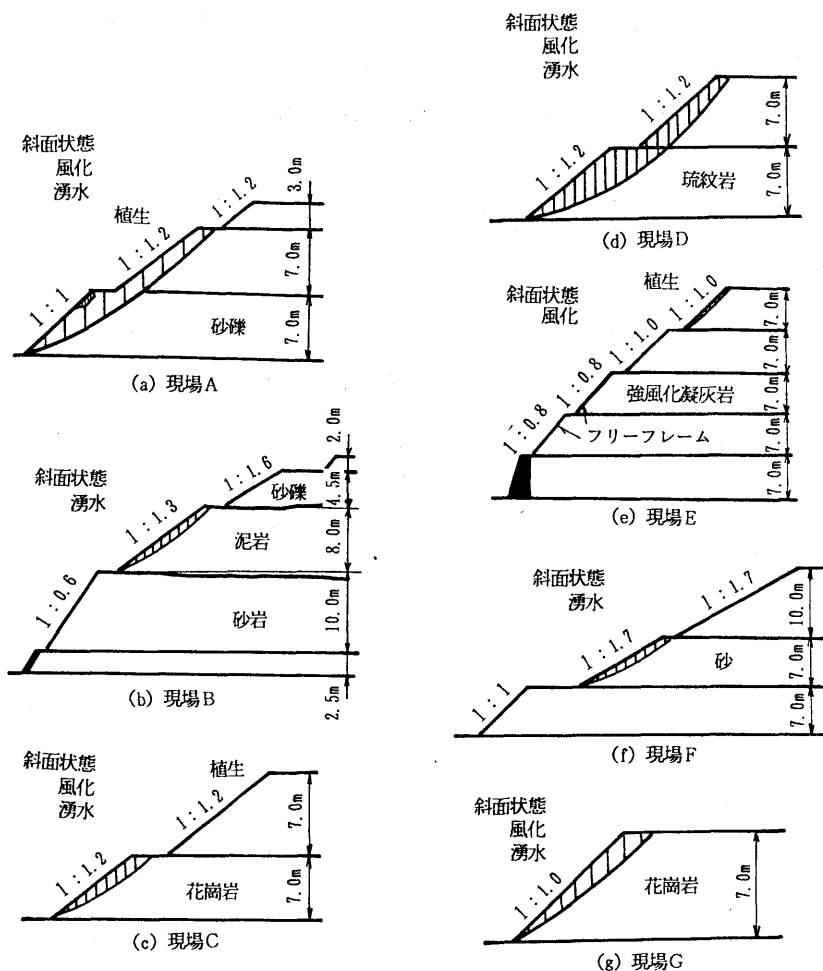 斜面状態
風化
湧水
植生
1:1
1:1.2
1:1.2
3.0m
7.0m
7.0m
砂礫
(a) 現場A
斜面状態
湧水
1:0.6
1:1.3
1:1.6
砂礫
泥岩
砂岩
2.0m
4.5m
8.0m
10.0m
2.5m
(b) 現場B
斜面状態
風化
湧水
植生
1:1.2
1:1.2
花崗岩
7.0m
7.0m
(c) 現場C
斜面状態
風化
湧水
1:1.2
1:1.2
琉紋岩
7.0m
7.0m
(d) 現場D
斜面状態
風化
植生
1:0.8
1:0.8
1:1.0
1:1.0
強風化凝灰岩
フリーフレーム
7.0m
7.0m
7.0m
7.0m
7.0m
(e) 現場E
斜面状態
湧水
1:1
1:1.7
1:1.7
砂
10.0m
7.0m
7.0m
(f) 現場F
斜面状態
風化
湧水
1:1.0
花崗岩
7.0m
(g) 現場G